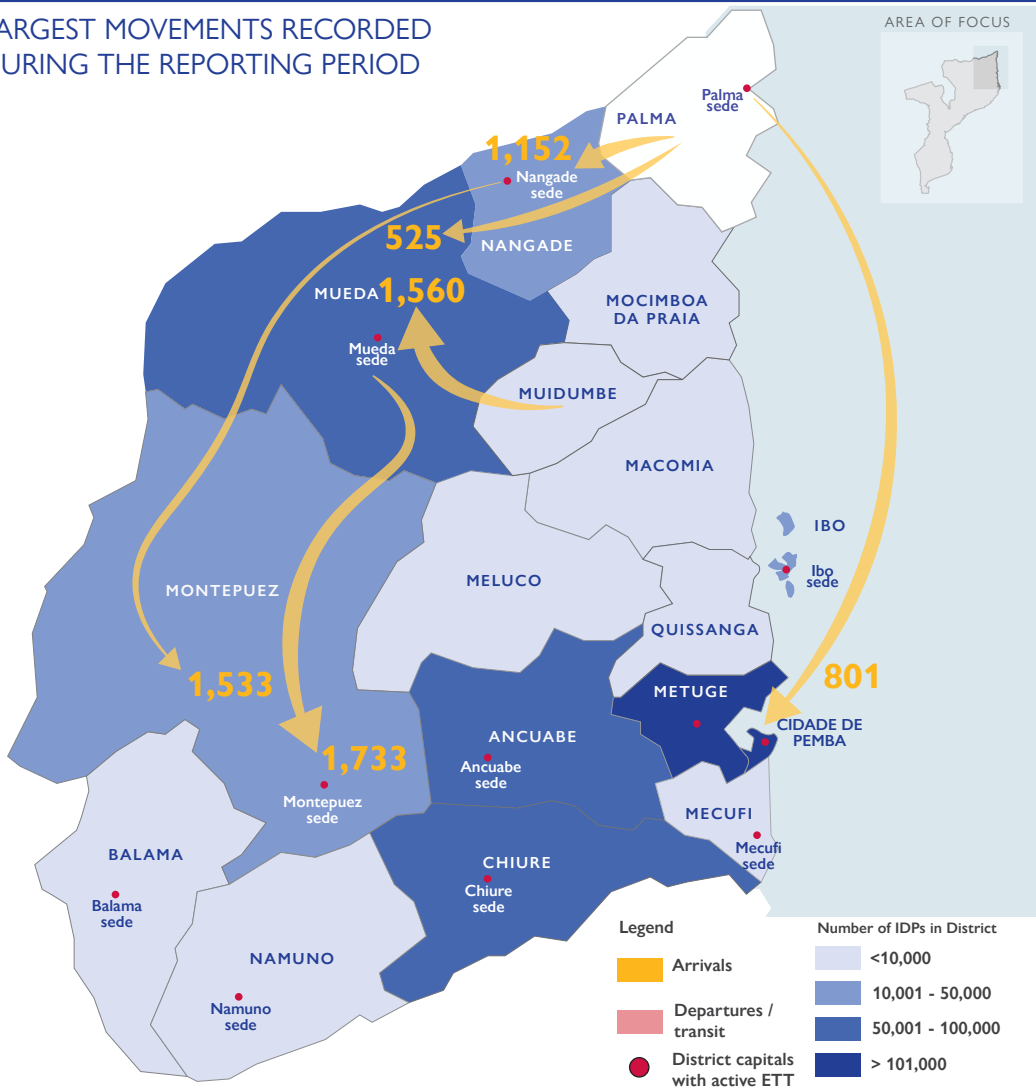 ARGEST MOVEMENTS RECORDED
URING THE REPORTING PERIOD
AREA OF FOCUS
Palma
sede
PALMA
1,152
Nangade
sede
525
NANGADE
MUEDA
1,560
MOCIMBOA
DA PRAIA
Mueda
sede
MUIDUMBE
MACOMIA
IBO
Ibo
sede
MELUCO
MONTEPUEZ
QUISSANGA
1,533
METUGE
801
CIDADE DE
PEMBA
ANCUABE
1,733
Ancuabe
sede
Montepuez
sede
MECUFI
Mecufi
sede
BALAMA
CHIURE
Chiure
sede
Balama
sede
NAMUNO
Namuno
sede
Legend
Arrivals
Departures /
transit
District capitals
with active ETT
Number of IDPs in District
<10,000
10,001 - 50,000
50,001 - 100,000
> 101,000